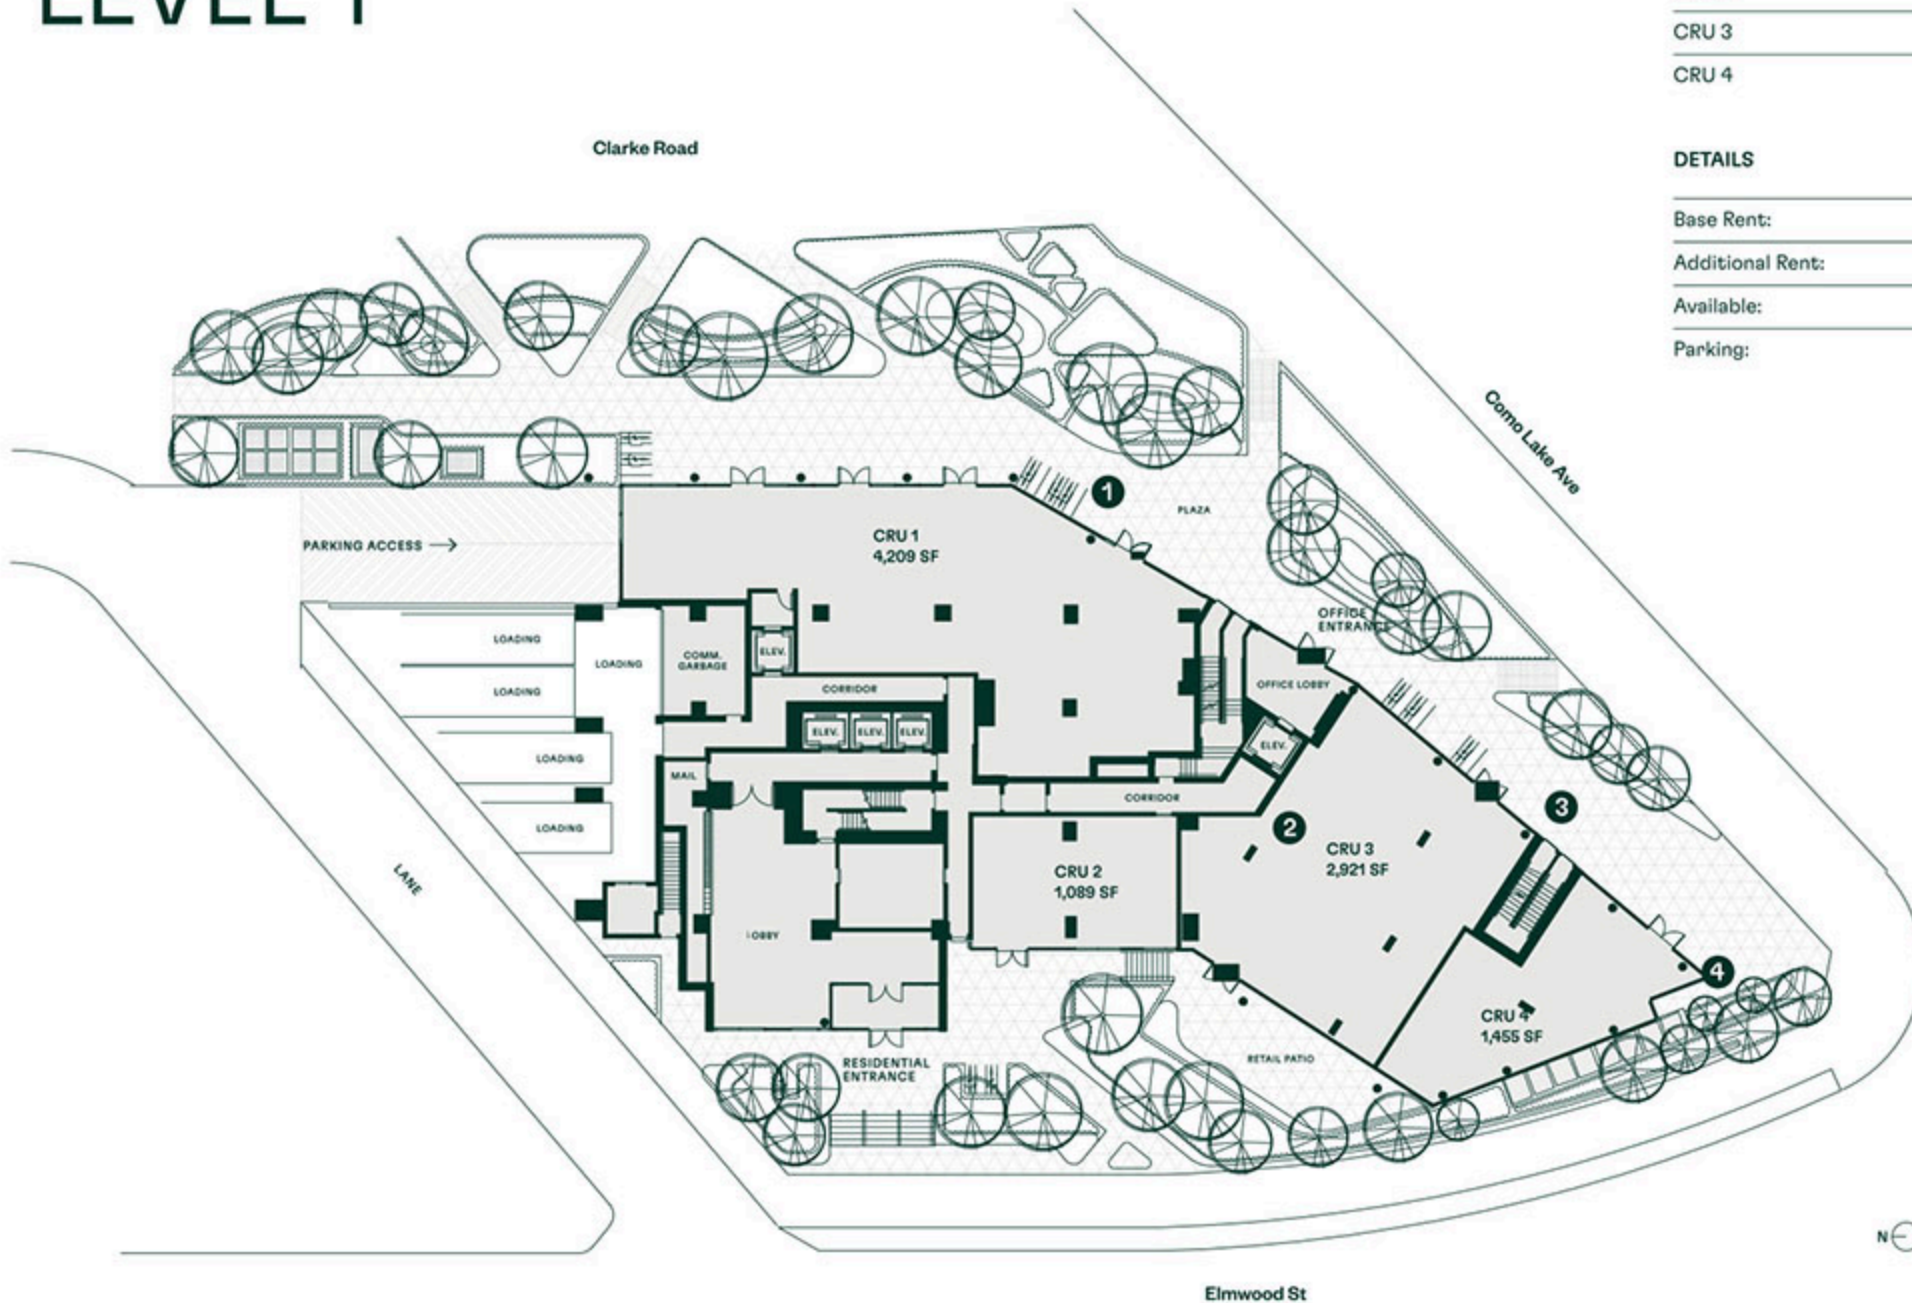 LEVEL 1
CRU 3
CRU 4
DETAILS
Base Rent:
Additional Rent:
Available:
Parking:
Clarke Road
Como Lake Ave
1
PLAZA
CRU 1
4,209 SF
PARKING ACCESS
OFFICE
ENTRANCE
LOADING
LOADING
COMM.
GARBAGE
ELEV.
CORRIDOR
OFFICE LOBBY
LOADING
ELEV.
ELEV.
ELEV.
ELEV.
LOADING
MAIL
CORRIDOR
3
2
LOADING
CRU 3
2,921 SF
CRU 2
1,089 SF
LANE
LOBBY
4
CRU 4
1,455 SF
RETAIL PATIO
RESIDENTIAL
ENTRANCE
N
Elmwood St